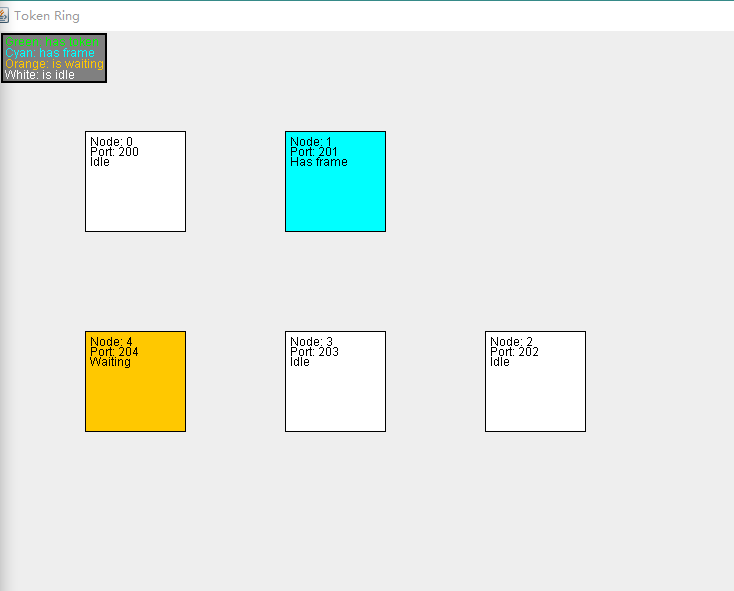 Token Ring
Green: has token
Cyan: has frame
Orange: is waiting
White: is idle
Node: 0
Port: 200
Idle
Node: 1
Port: 201
Has frame
Node: 4
Port: 204
Waiting
Node: 3
Port: 203
Idle
Node: 2
Port: 202
Idle